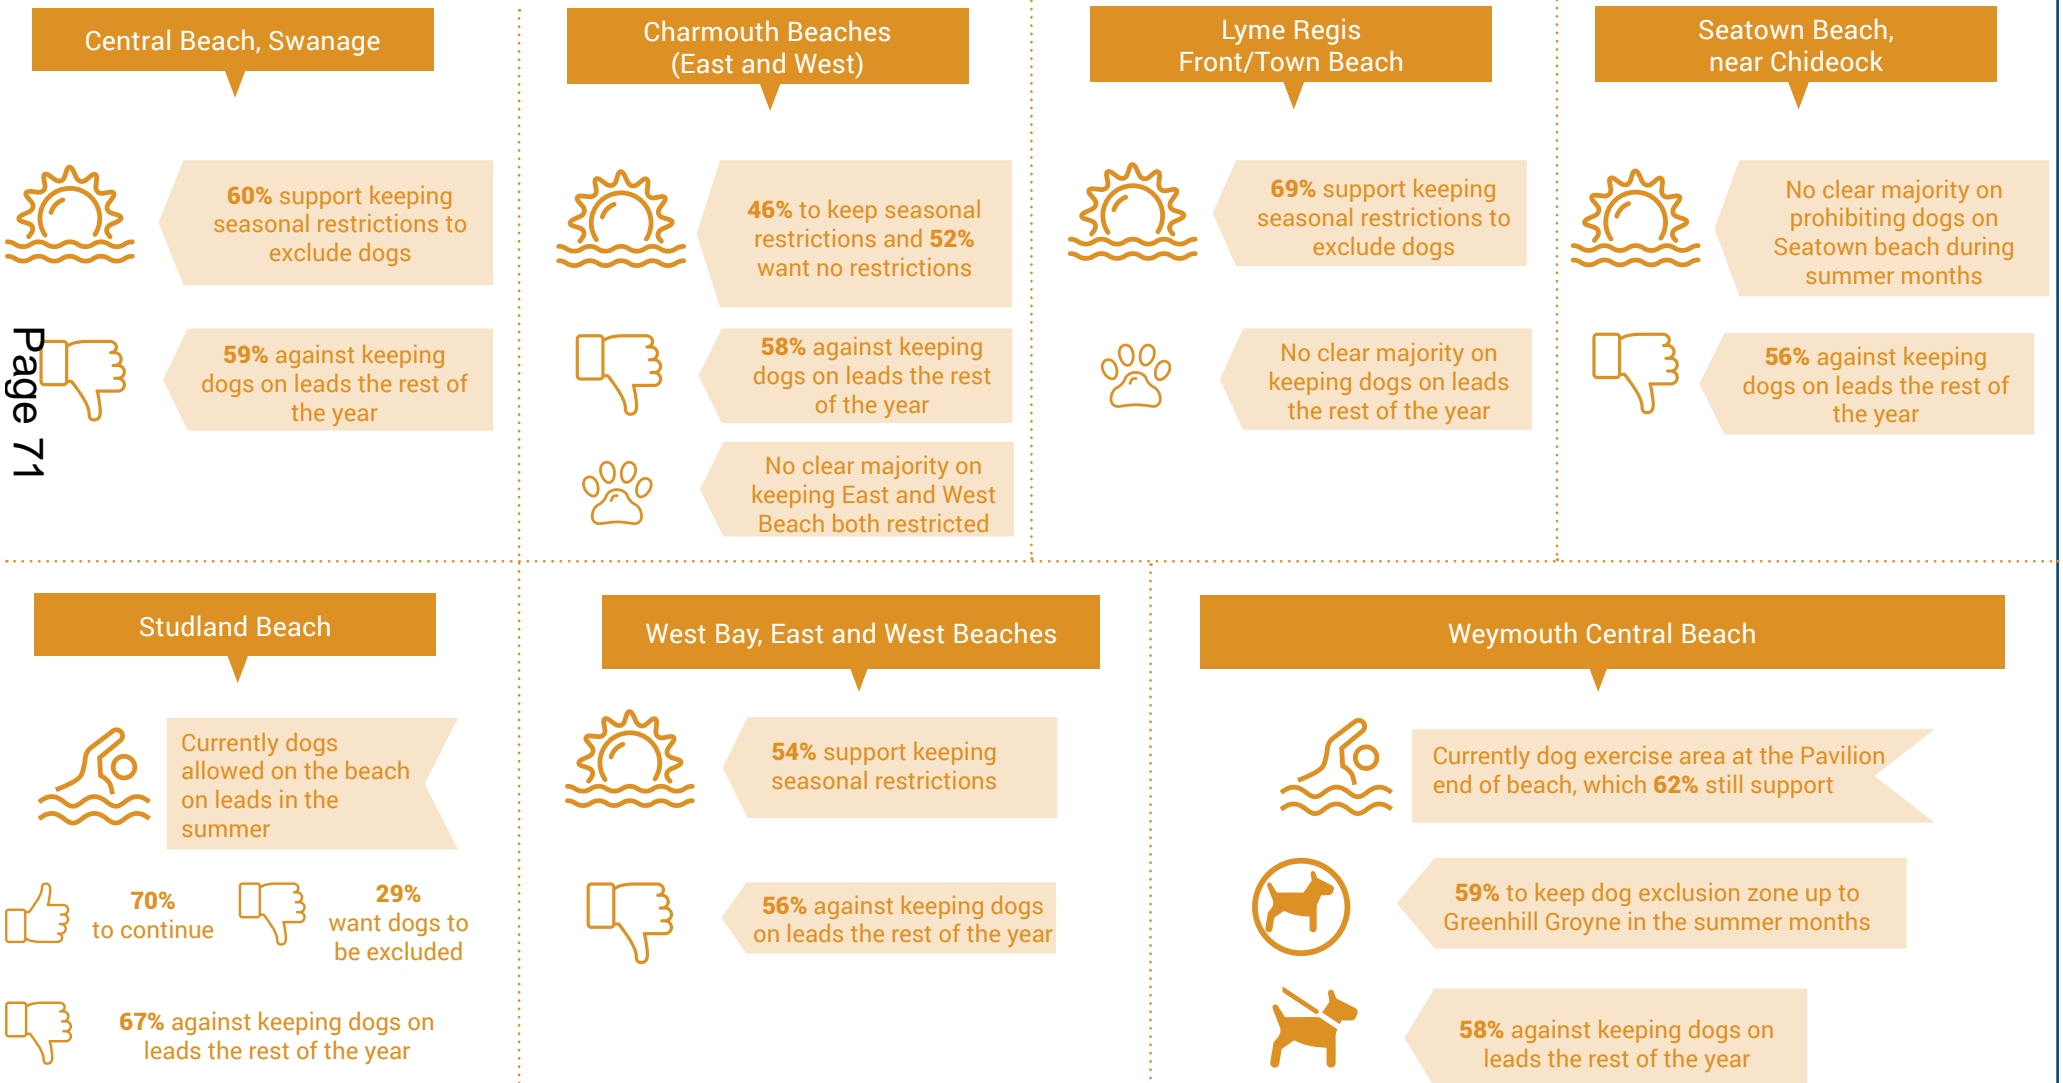 Central Beach, Swanage
60% support keeping
seasonal restrictions to
exclude dogs
59% against keeping
dogs on leads the rest of
the year
Charmouth Beaches
(East and West)
46% to keep seasonal
restrictions and 52%
want no restrictions
58% against keeping
dogs on leads the rest
of the year
No clear majority on
keeping East and West
Beach both restricted
Lyme Regis
Front/Town Beach
69% support keeping
seasonal restrictions to
exclude dogs
No clear majority on
keeping dogs on leads
the rest of the year
Seatown Beach,
near Chideock
No clear majority on
prohibiting dogs on
Seatown beach during
summer months
56% against keeping
dogs on leads the rest of
the year
Page 71
Studland Beach
Currently dogs
allowed on the beach
on leads in the
summer
70%
to continue
29%
want dogs to
be excluded
67% against keeping dogs on
leads the rest of the year
West Bay, East and West Beaches
54% support keeping
seasonal restrictions
56% against keeping dogs
on leads the rest of the year
Weymouth Central Beach
Currently dog exercise area at the Pavilion
end of beach, which 62% still support
59% to keep dog exclusion zone up to
Greenhill Groyne in the summer months
58% against keeping dogs on
leads the rest of the year